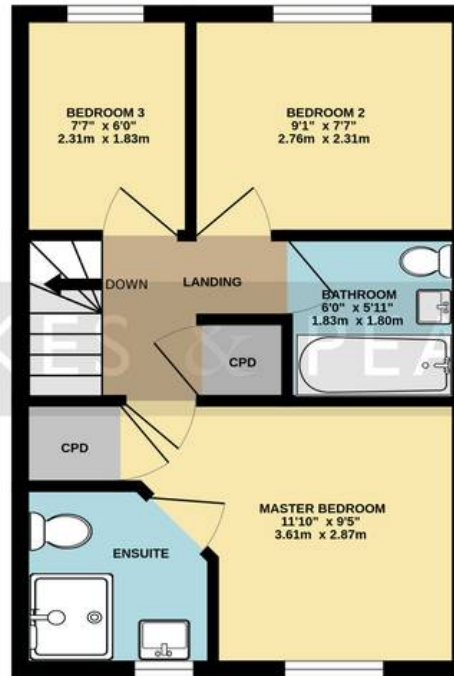 BEDROOM 3
7'7" x 6'0"
2.31m x 1.83m
BEDROOM 2
9'1" x 7'7"
2.76m x 2.31m
DOWN
LANDING
BATHROOM
6'0" x 5'11"
1.83m x 1.80m
CPD
KES & PEA
CPD
MASTER BEDROOM
11'10" x 9'5"
3.61m x 2.87m
ENSUITE